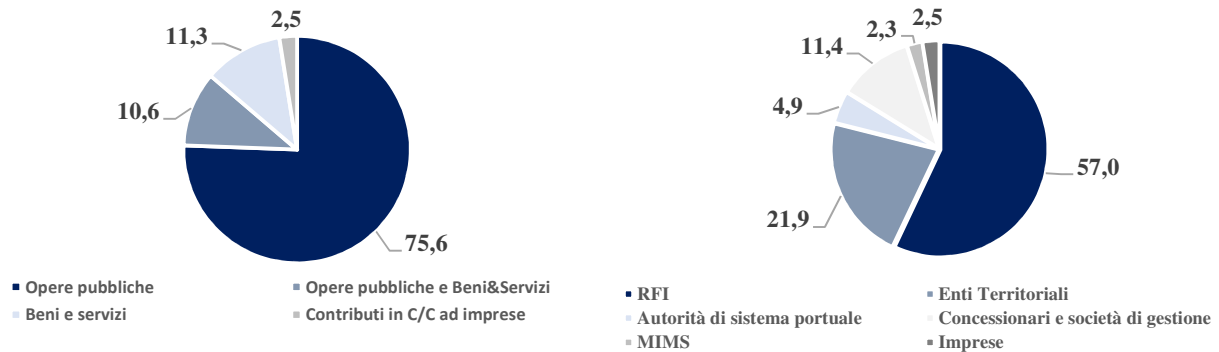 2,5
11,3
10,6
75,6
Opere pubbliche
Opere pubbliche e Beni&Servizi
Beni e servizi
Contributi in C/C ad imprese
2,3
2,5
11,4
4,9
57,0
21,9
RFI
Enti Territoriali
Autorità di sistema portuale
Concessionari e società di gestione
MIMS
Imprese